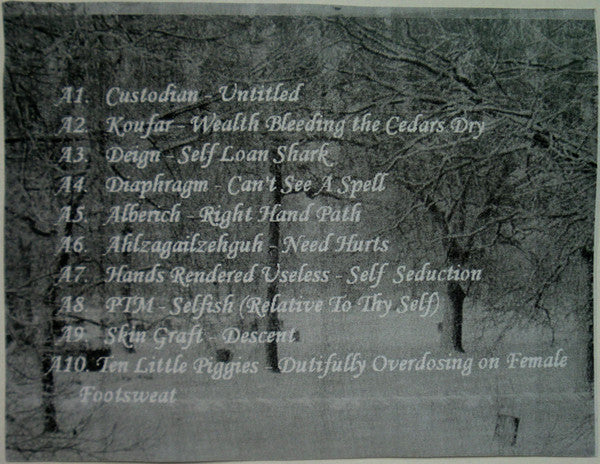 A1. Custodian - Untitled
A2. Koufar - Wealth Bleeding the Cedars Dry
A3. Deign - Self Loan Shark
A4. Diaphragm - Can't See A Spell
A5. Alberich - Right Hand Path
A6. Ahlzagailzehguh - Need Hurts
A7. Hands Rendered Useless - Self Seduction
A8. PTM - Selfish (Relative To Thy Self)
A9. Skin Graft - Descent
A10. Ten Little Piggies - Dutifully Overdosing on Female
Footsweat